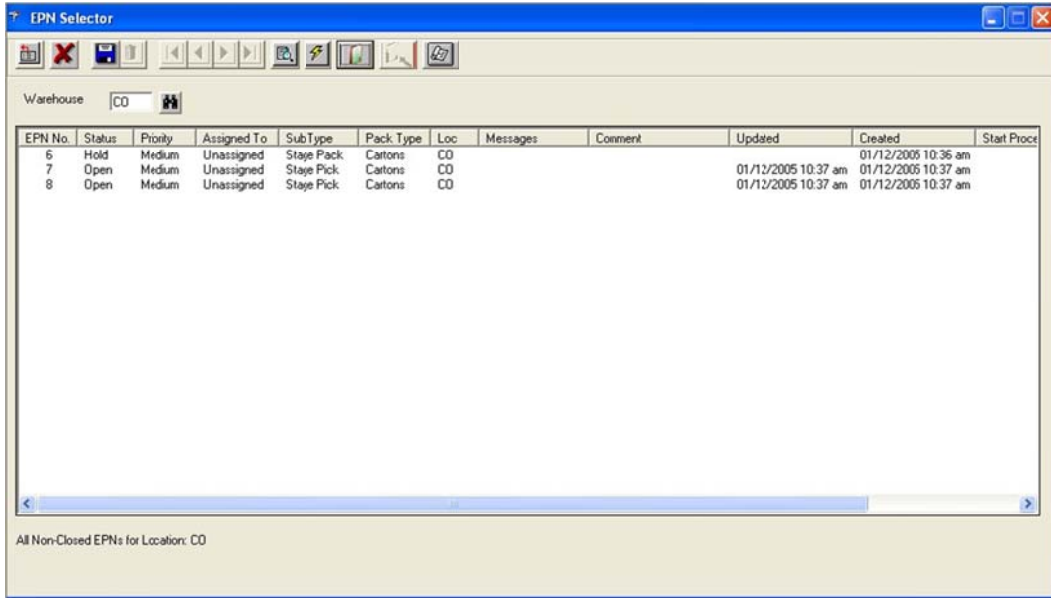 EPN Selector
Warehouse CO
EPN No. Status Priority Assigned To SubType Pack Type Loc Messages Comment Updated Created Start Proce
6 Hold Medium Unassigned Stage Pack Cartons CO 01/12/2005 10:36 am
7 Open Medium Unassigned Stage Pick Cartons CO 01/12/2005 10:37 am 01/12/2005 10:37 am
8 Open Medium Unassigned Stage Pick Cartons CO 01/12/2005 10:37 am 01/12/2005 10:37 am
All Non-Closed EPNs for Location: CO